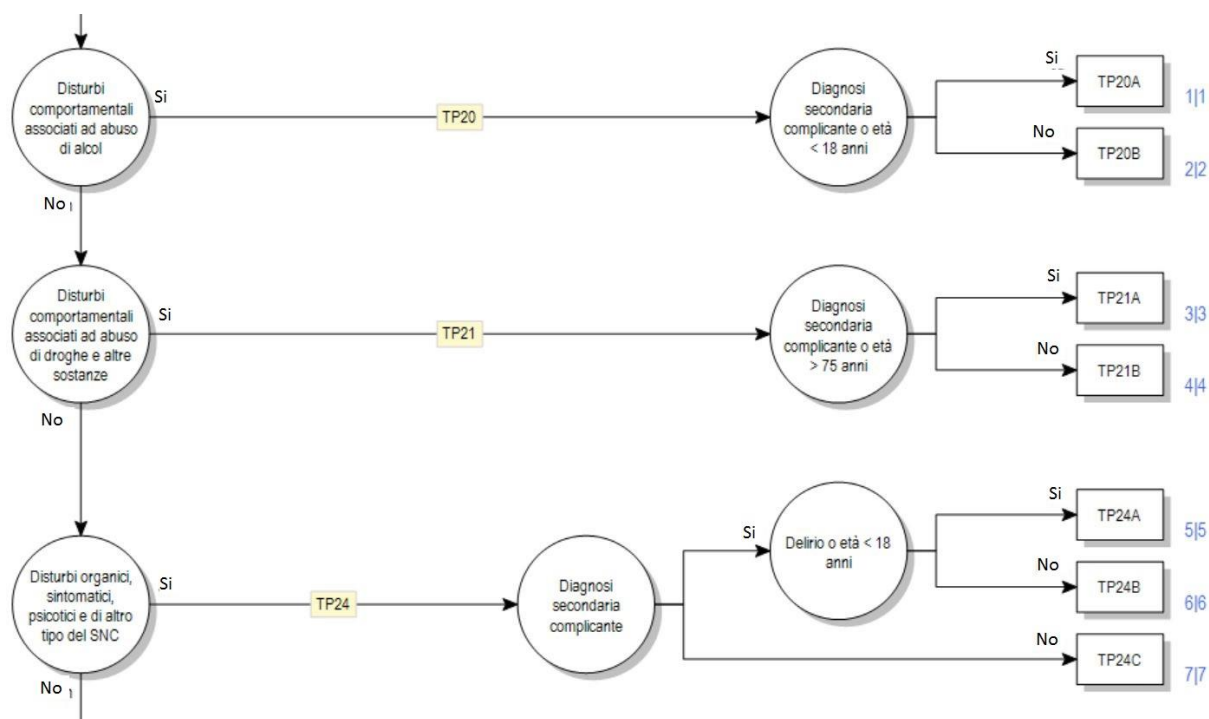 Disturbi
comportamentali
associati ad abuso
di alcol
Si
TP20
Diagnosi
secondaria
complicante o età
< 18 anni
Si
TP20A
1|1
No
TP20B
2|2
No
Disturbi
comportamentali
associati ad abuso
di droghe e altre
sostanze
Si
TP21
Diagnosi
secondaria
complicante o età
> 75 anni
Si
TP21A
3|3
No
TP21B
4|4
No
Disturbi organici,
sintomatici,
psicotici e di altro
tipo del SNC
Si
TP24
Diagnosi
secondaria
complicante
Si
Delirio o età < 18
anni
Si
TP24A
5|5
No
TP24B
6|6
No
TP24C
7|7
No